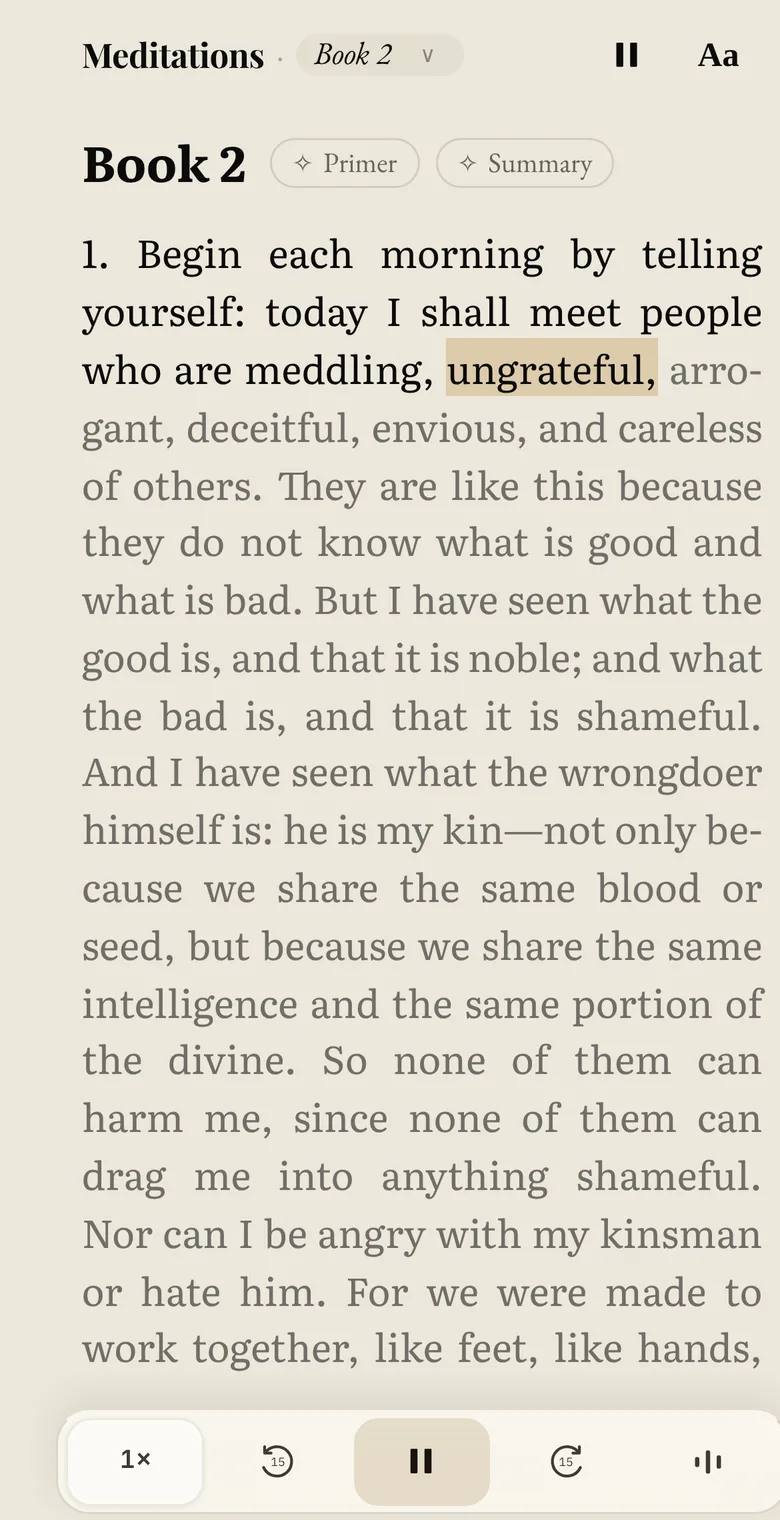 Meditations · Book 2 ∨ Aa
Book 2 ✧ Primer ✧ Summary
1. Begin each morning by telling
yourself: today I shall meet people
who are meddling, ungrateful, arro-
gant, deceitful, envious, and careless
of others. They are like this because
they do not know what is good and
what is bad. But I have seen what the
good is, and that it is noble; and what
the bad is, and that it is shameful.
And I have seen what the wrongdoer
himself is: he is my kin—not only be-
cause we share the same blood or
seed, but because we share the same
intelligence and the same portion of
the divine. So none of them can
harm me, since none of them can
drag me into anything shameful.
Nor can I be angry with my kinsman
or hate him. For we were made to
work together, like feet, like hands,
1× 15 15